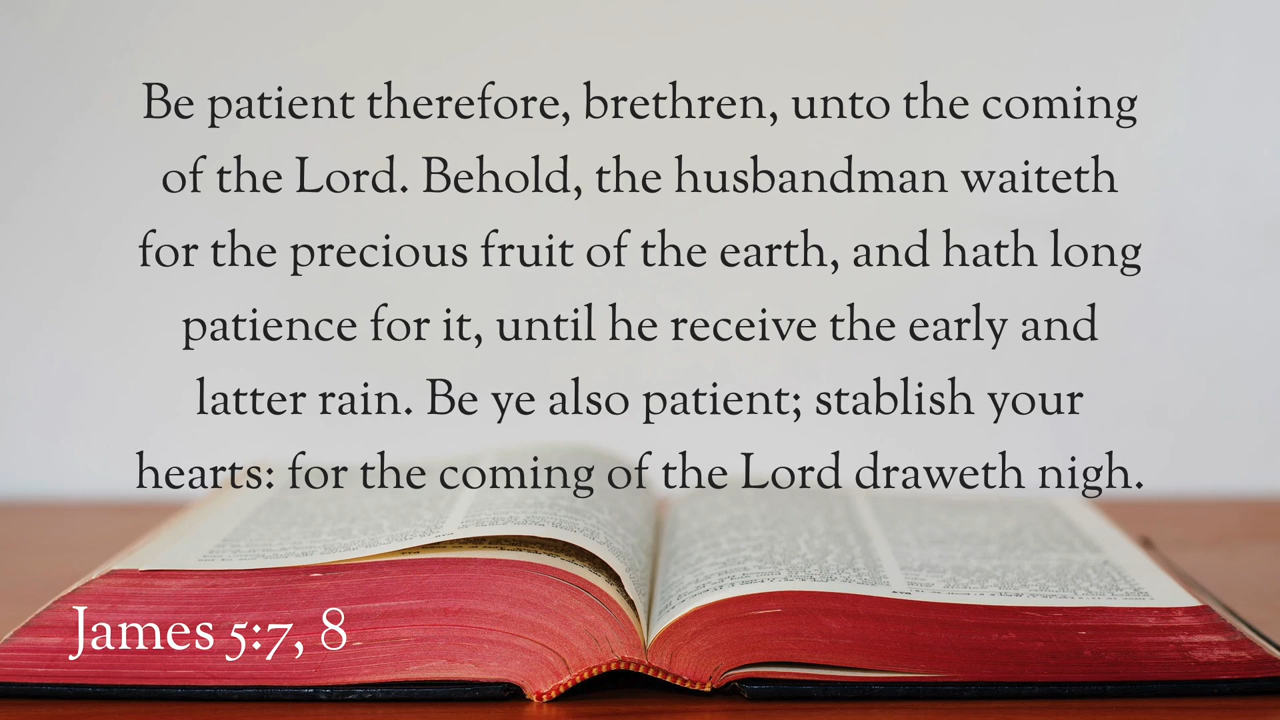 Be patient therefore, brethren, unto the coming
of the Lord. Behold, the husbandman waiteth
for the precious fruit of the earth, and hath long
patience for it, until he receive the early and
latter rain. Be ye also patient; stablish your
hearts: for the coming of the Lord draweth nigh.
James 5:7, 8